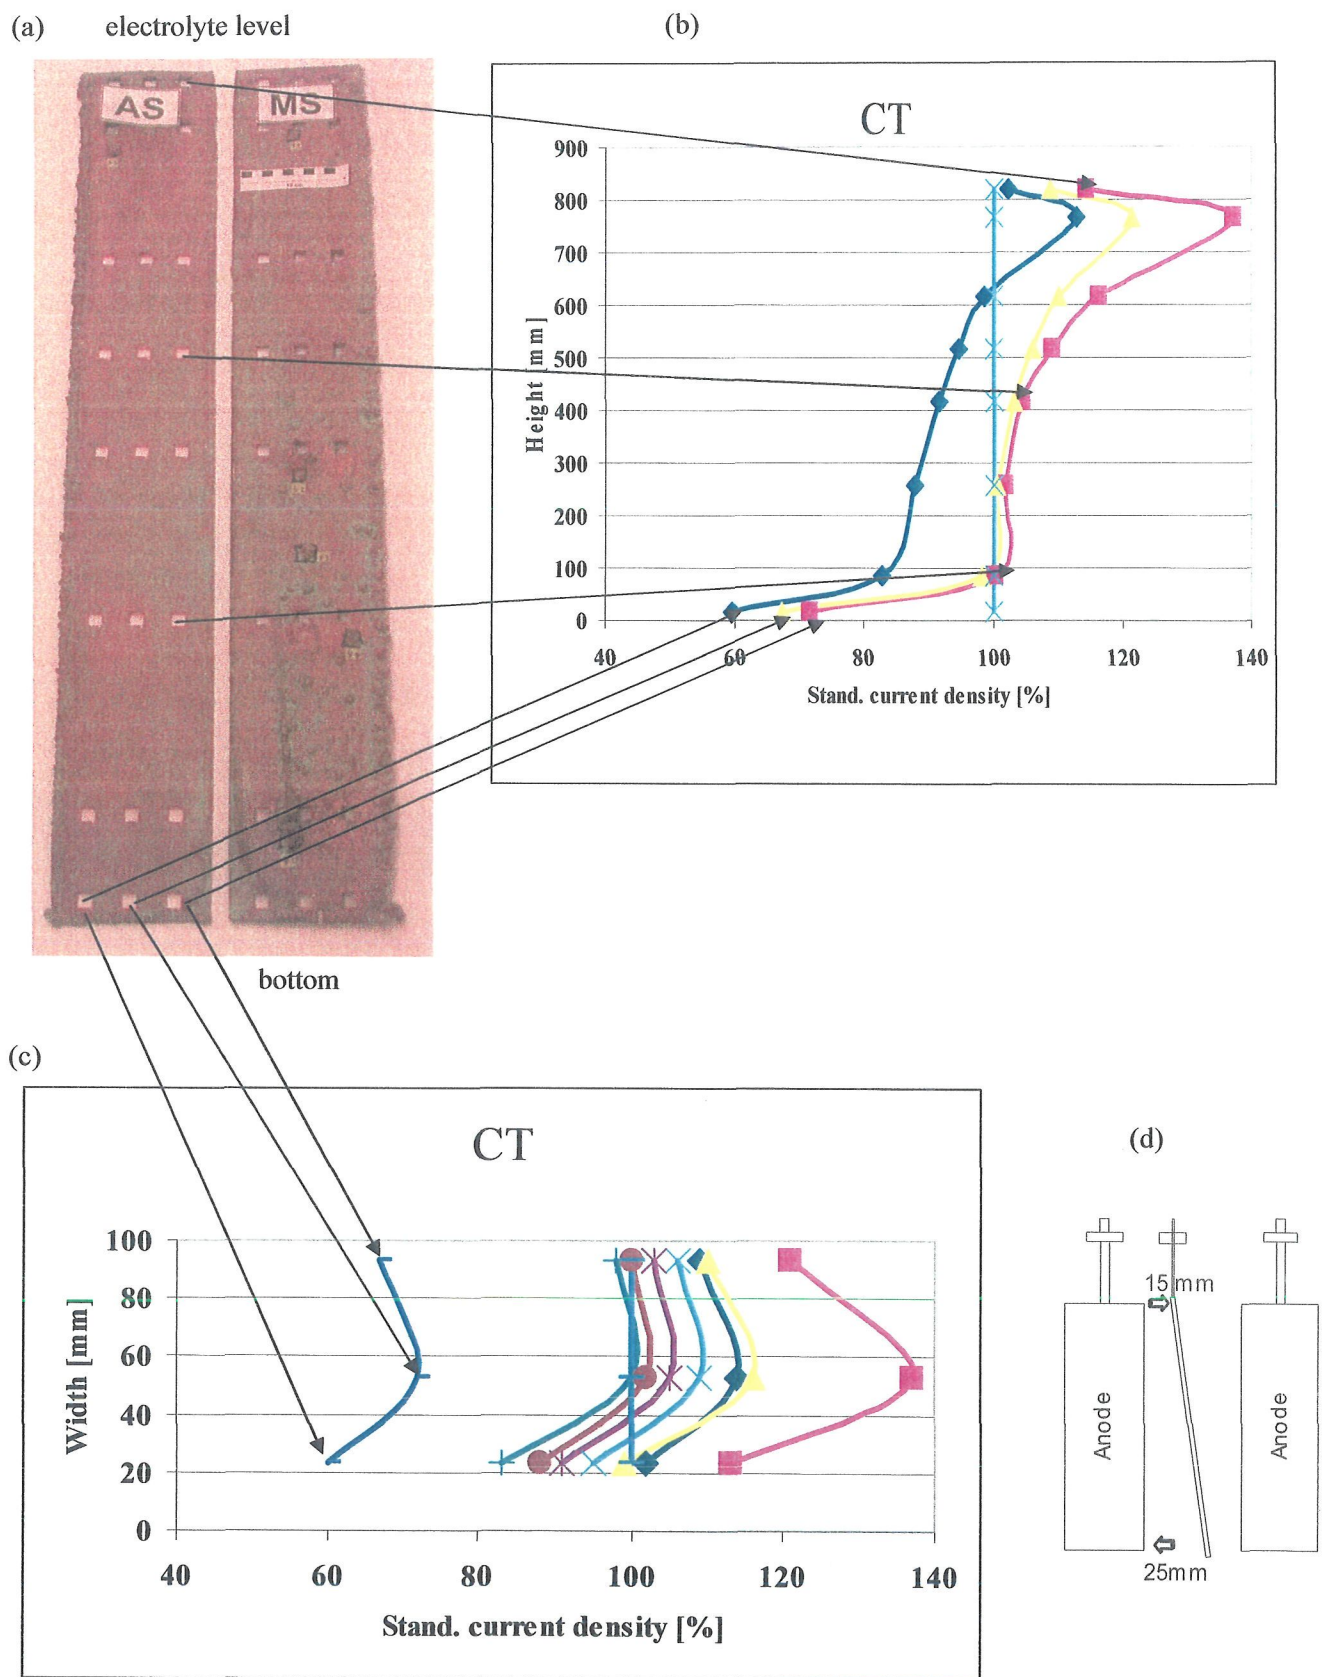 (a) electrolyte level
(b)
AS
MS
CT
900
800
700
600
500
400
300
200
100
0
Height [mm]
40 60 80 100 120 140
Stand. current density [%]
bottom
(c)
CT
100
80
60
40
20
0
Width [mm]
40 60 80 100 120 140
Stand. current density [%]
(d)
15 mm
Anode
Anode
25mm